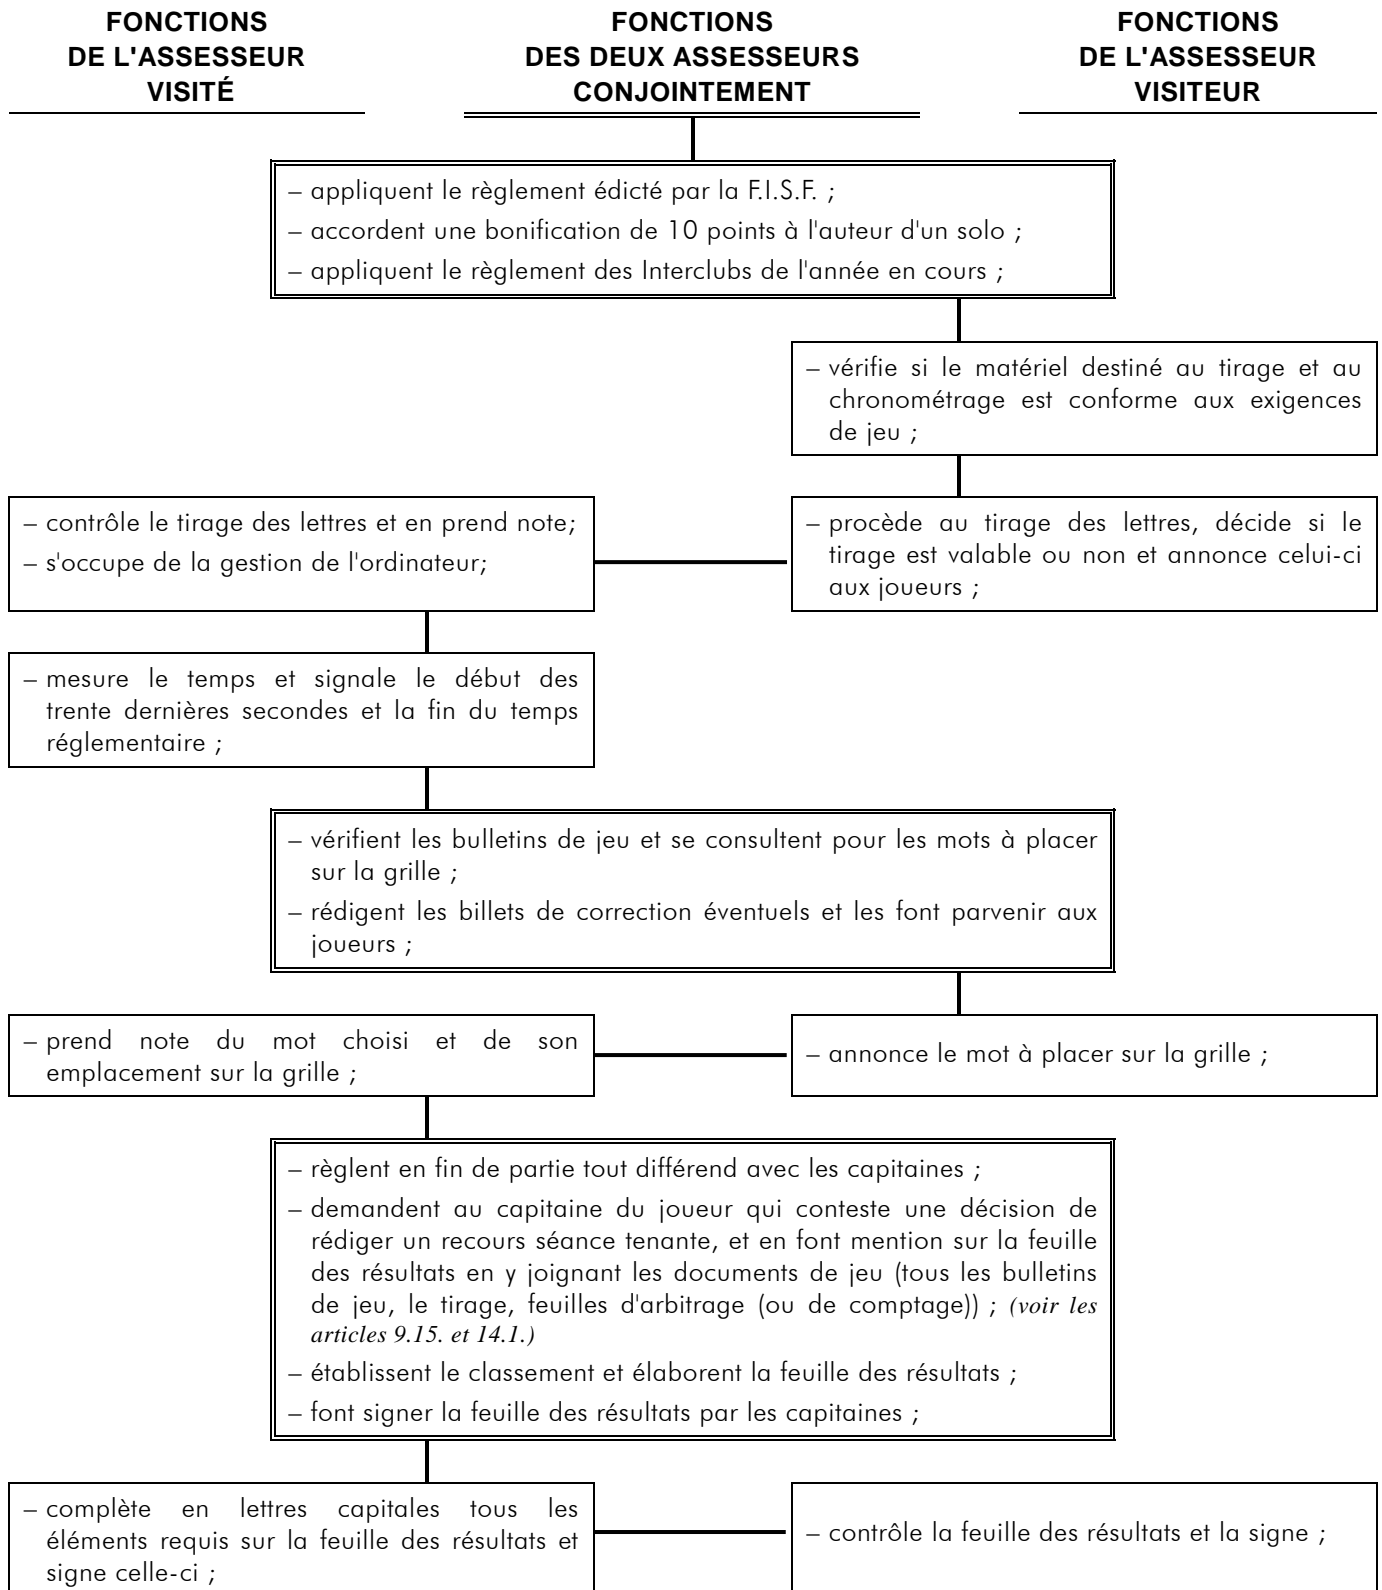 FONCTIONS
DE L'ASSESSEUR
VISITÉ
FONCTIONS
DES DEUX ASSESSEURS
CONJOINTEMENT
FONCTIONS
DE L'ASSESSEUR
VISITEUR
– appliquent le règlement édicté par la F.I.S.F. ;
– accordent une bonification de 10 points à l'auteur d'un solo ;
– appliquent le règlement des Interclubs de l'année en cours ;
– vérifie si le matériel destiné au tirage et au
chronométrage est conforme aux exigences
de jeu ;
– contrôle le tirage des lettres et en prend note;
– s'occupe de la gestion de l'ordinateur;
– procède au tirage des lettres, décide si le
tirage est valable ou non et annonce celui-ci
aux joueurs ;
– mesure le temps et signale le début des
trente dernières secondes et la fin du temps
réglementaire ;
– vérifient les bulletins de jeu et se consultent pour les mots à placer
sur la grille ;
– rédigent les billets de correction éventuels et les font parvenir aux
joueurs ;
– prend note du mot choisi et de son
emplacement sur la grille ;
– annonce le mot à placer sur la grille ;
– règlent en fin de partie tout différend avec les capitaines ;
– demandent au capitaine du joueur qui conteste une décision de
rédiger un recours séance tenante, et en font mention sur la feuille
des résultats en y joignant les documents de jeu (tous les bulletins
de jeu, le tirage, feuilles d'arbitrage (ou de comptage)) ; (voir les
articles 9.15. et 14.1.)
– établissent le classement et élaborent la feuille des résultats ;
– font signer la feuille des résultats par les capitaines ;
– complète en lettres capitales tous les
éléments requis sur la feuille des résultats et
signe celle-ci ;
– contrôle la feuille des résultats et la signe ;